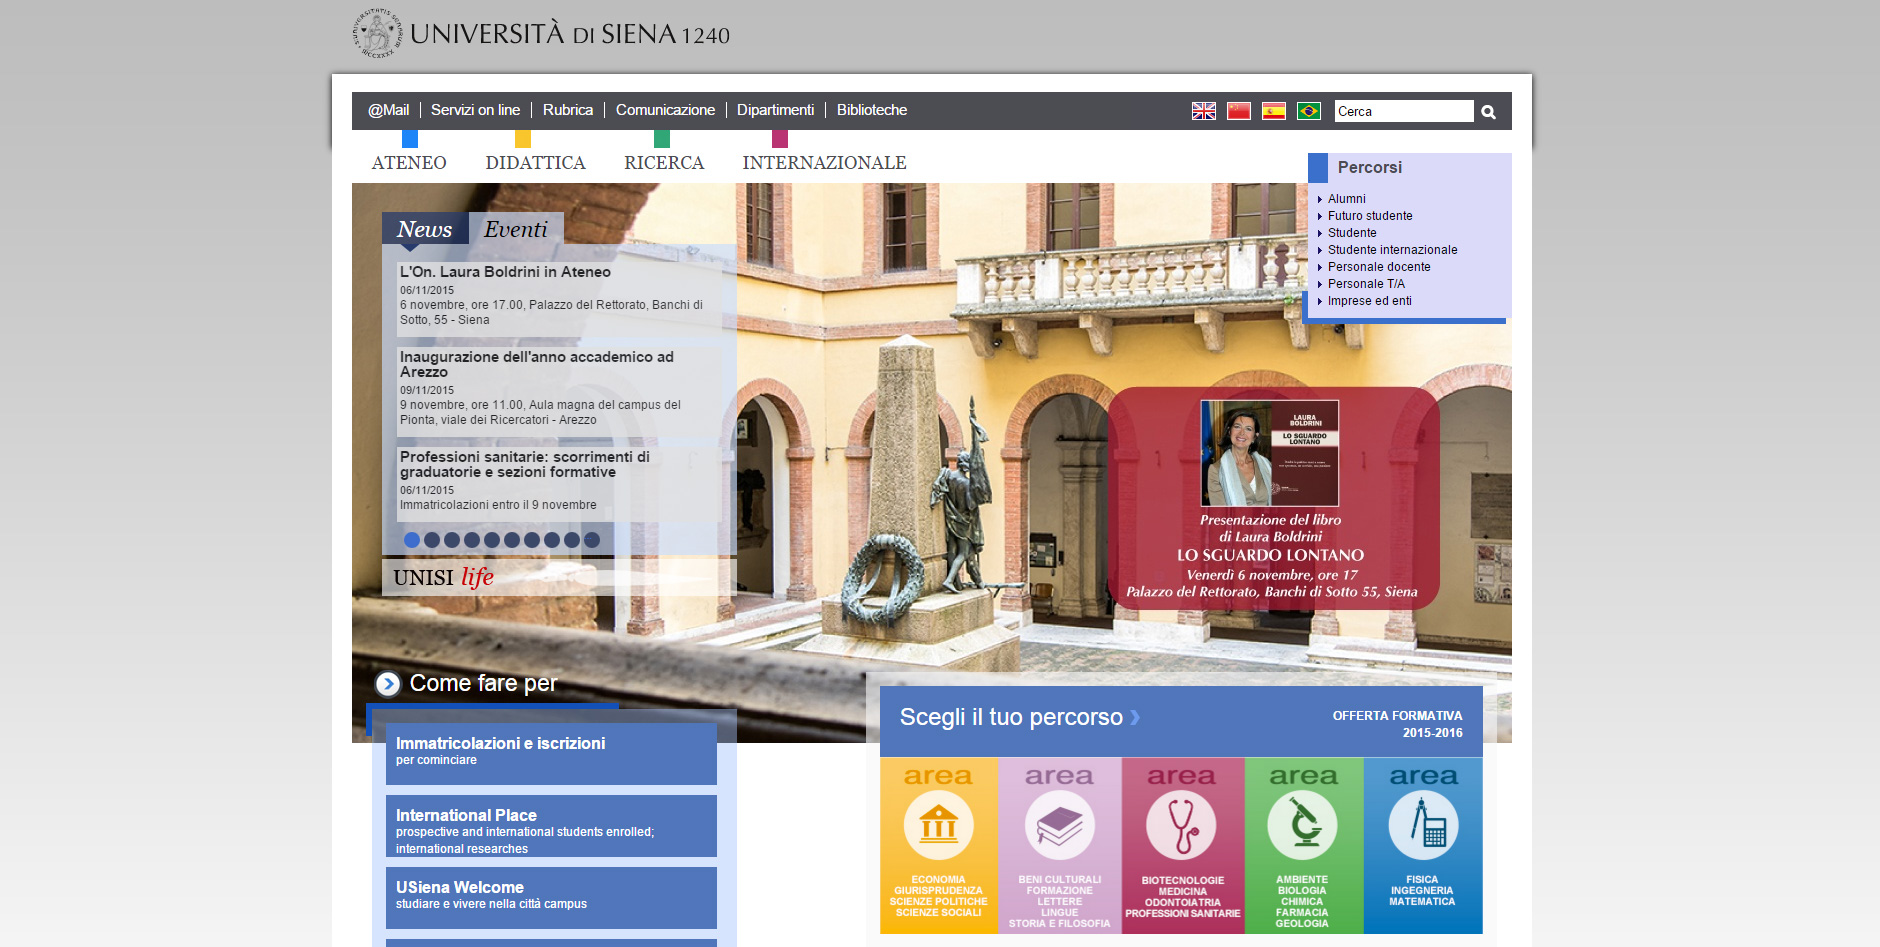 UNIVERSITÀ DI SIENA 1240
@Mail
Servizi on line
Rubrica
Comunicazione
Dipartimenti
Biblioteche
Cerca
ATENEO
DIDATTICA
RICERCA
INTERNAZIONALE
Percorsi
Alumni
Futuro studente
Studente
Studente internazionale
Personale docente
Personale T/A
Imprese ed enti
News
Eventi
L'On. Laura Boldrini in Ateneo
06/11/2015
6 novembre, ore 17.00, Palazzo del Rettorato, Banchi di
Sotto, 55 - Siena
Inaugurazione dell'anno accademico ad
Arezzo
09/11/2015
9 novembre, ore 11.00, Aula magna del campus del
Pionta, viale dei Ricercatori - Arezzo
Professioni sanitarie: scorrimenti di
graduatorie e sezioni formative
06/11/2015
Immatricolazioni entro il 9 novembre
UNISI life
LAURA
BOLDRINI
LO SGUARDO
LONTANO
Presentazione del libro
di Laura Boldrini
LO SGUARDO LONTANO
Venerdì 6 novembre, ore 17
Palazzo del Rettorato, Banchi di Sotto 55, Siena
Come fare per
Immatricolazioni e iscrizioni
per cominciare
International Place
prospective and international students enrolled;
international researches
USiena Welcome
studiare e vivere nella città campus
Scegli il tuo percorso
OFFERTA FORMATIVA
2015-2016
area
ECONOMIA
GIURISPRUDENZA
SCIENZE POLITICHE
SCIENZE SOCIALI
area
BENI CULTURALI
FORMAZIONE
LETTERE
LINGUE
STORIA E FILOSOFIA
area
BIOTECNOLOGIE
MEDICINA
ODONTOIATRIA
PROFESSIONI SANITARIE
area
AMBIENTE
BIOLOGIA
CHIMICA
FARMACIA
GEOLOGIA
area
FISICA
INGEGNERIA
MATEMATICA